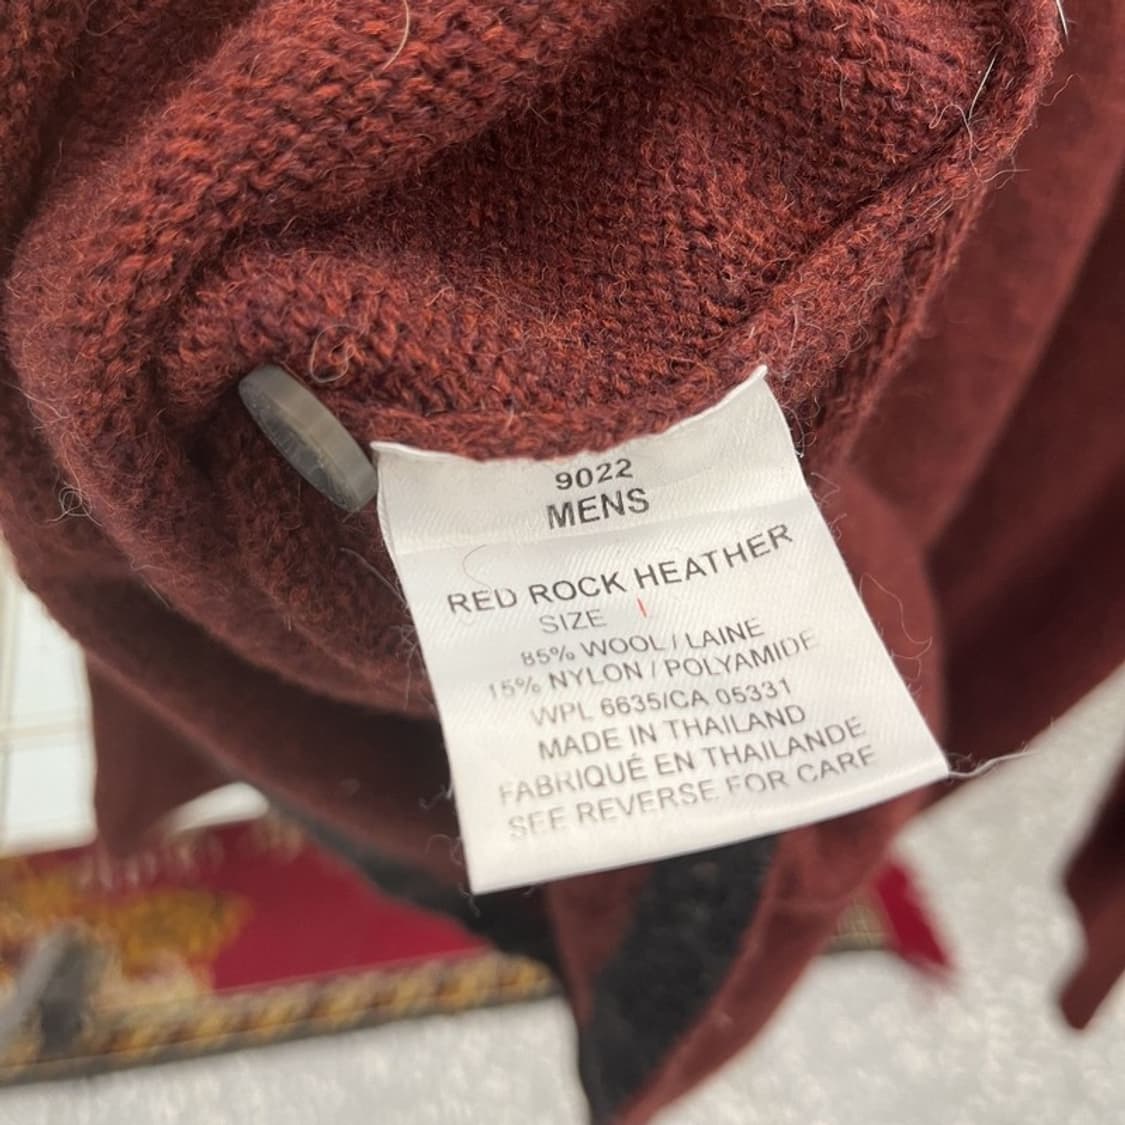 9022
MENS
RED ROCK HEATHER
SIZE
85% WOOL / LAINE
15% NYLON / POLYAMIDE
WPL 6635/CA 05331
MADE IN THAILAND
FABRIQUÉ EN THAILANDE
SEE REVERSE FOR CARE